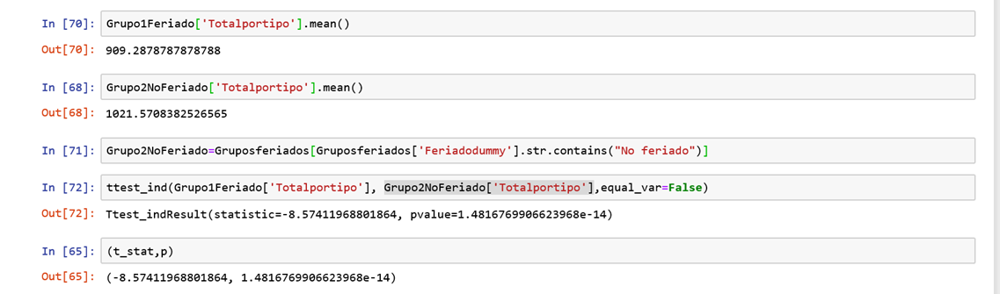 In [70]: Grupo1Feriado['Totalportipo'].mean()
Out[70]: 909.2878787878788
In [68]: Grupo2NoFeriado['Totalportipo'].mean()
Out[68]: 1021.5708382526565
In [71]: Grupo2NoFeriado=Gruposferiados[Gruposferiados['Feriadodummy'].str.contains("No feriado")]
In [72]: ttest_ind(Grupo1Feriado['Totalportipo'], Grupo2NoFeriado['Totalportipo'],equal_var=False)
Out[72]: Ttest_indResult(statistic=-8.57411968801864, pvalue=1.4816769906623968e-14)
In [65]: (t_stat,p)
Out[65]: (-8.57411968801864, 1.4816769906623968e-14)